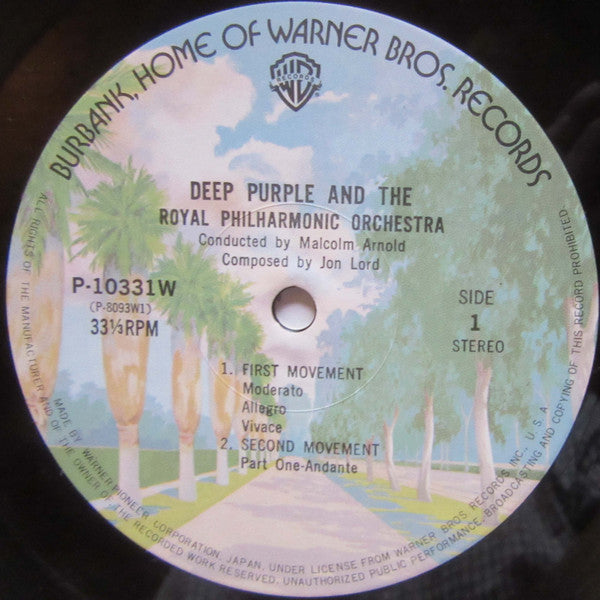 BURBANK, HOME OF WARNER BROS. RECORDS
RECORDS
DEEP PURPLE AND THE
ROYAL PHILHARMONIC ORCHESTRA
Conducted by Malcolm Arnold
Composed by Jon Lord
P-10331W
(P-8093W1)
33⅓RPM
SIDE
1
STEREO
1. FIRST MOVEMENT
Moderato
Allegro
Vivace
2. SECOND MOVEMENT
Part One-Andante
MADE BY WARNER-PIONEER CORPORATION, JAPAN, UNDER LICENSE FROM WARNER BROS RECORDS INC., U.S.A
ALL RIGHTS OF THE MANUFACTURER AND OF THE OWNER OF THE RECORDED WORK RESERVED. UNAUTHORIZED PUBLIC PERFORMANCE, BROADCASTING AND COPYING OF THIS RECORD PROHIBITED.